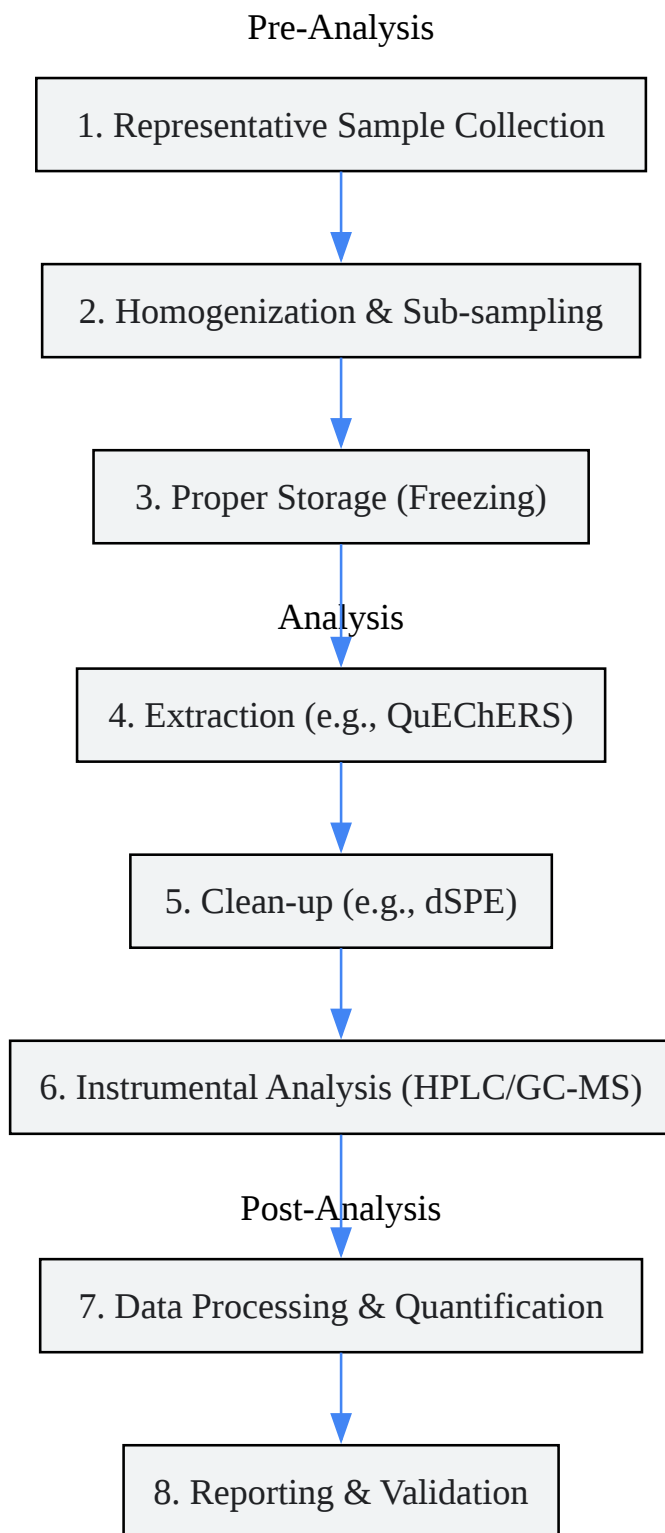 Pre-Analysis
1. Representative Sample Collection
2. Homogenization & Sub-sampling
3. Proper Storage (Freezing)
Analysis
4. Extraction (e.g., QuEChERS)
5. Clean-up (e.g., dSPE)
6. Instrumental Analysis (HPLC/GC-MS)
Post-Analysis
7. Data Processing & Quantification
8. Reporting & Validation